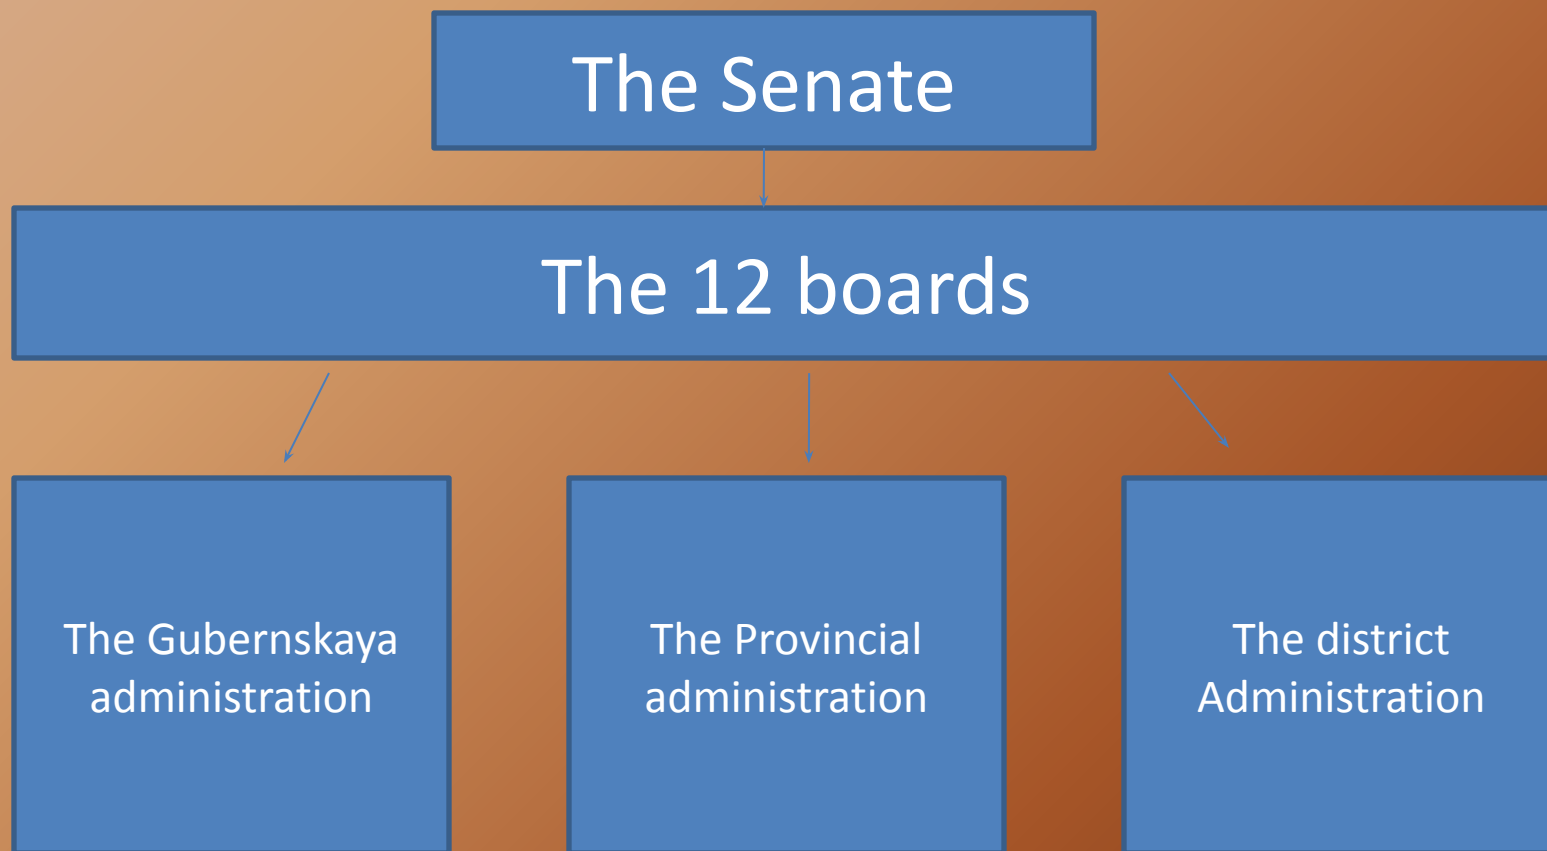 The Senate
The 12 boards
The Gubernskaya
administration
The Provincial
administration
The district
Administration